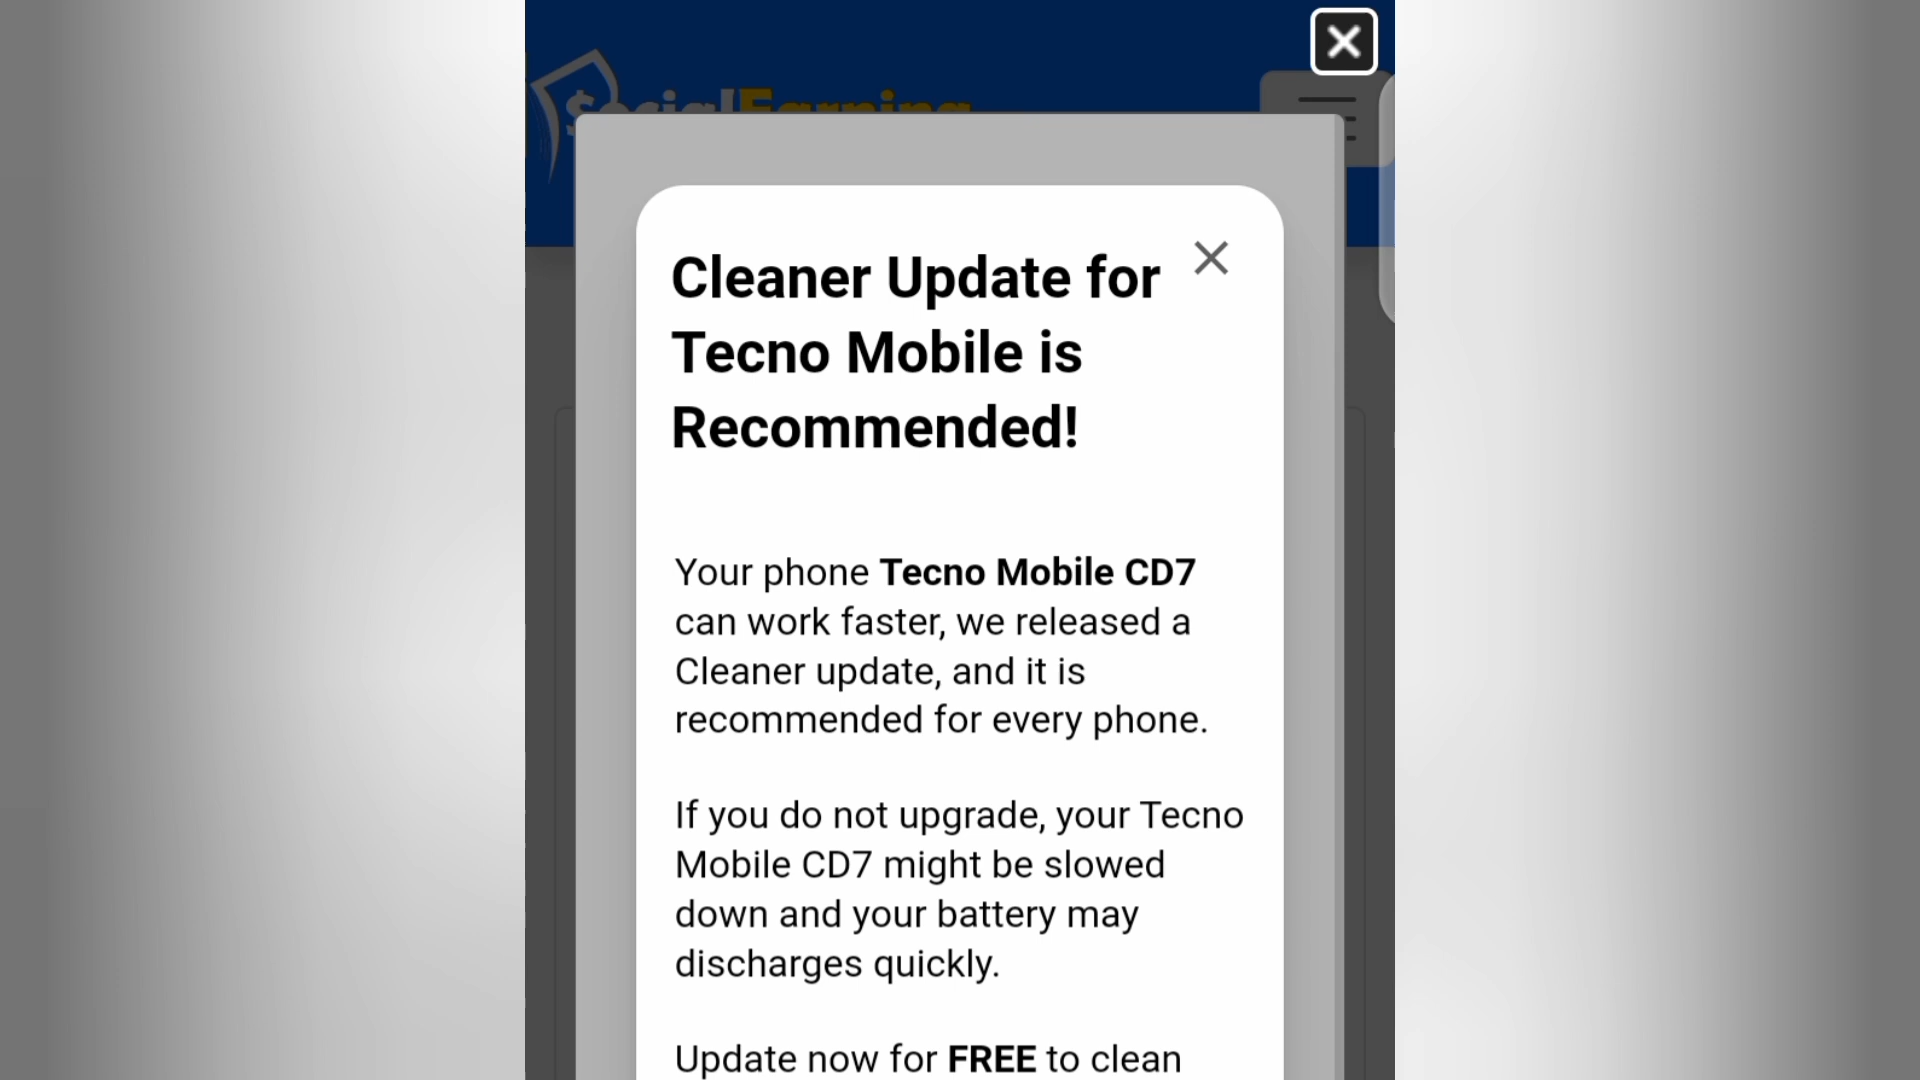 $ocialEarning
Cleaner Update for
Tecno Mobile is
Recommended!
Your phone Tecno Mobile CD7
can work faster, we released a
Cleaner update, and it is
recommended for every phone.
If you do not upgrade, your Tecno
Mobile CD7 might be slowed
down and your battery may
discharges quickly.
Update now for FREE to clean